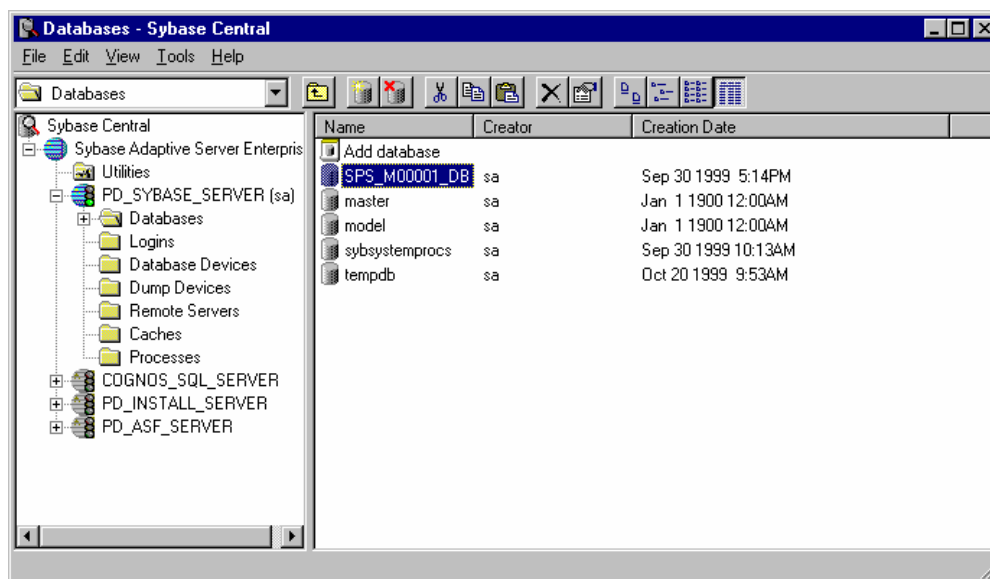 Databases - Sybase Central
File Edit View Tools Help
Databases
Sybase Central
Sybase Adaptive Server Enterpris
Utilities
PD_SYBASE_SERVER (sa)
Databases
Logins
Database Devices
Dump Devices
Remote Servers
Caches
Processes
COGNOS_SQL_SERVER
PD_INSTALL_SERVER
PD_ASF_SERVER
Name Creator Creation Date
Add database
SPS_M00001_DB sa Sep 30 1999 5:14PM
master sa Jan 1 1900 12:00AM
model sa Jan 1 1900 12:00AM
sybsystemprocs sa Sep 30 1999 10:13AM
tempdb sa Oct 20 1999 9:53AM